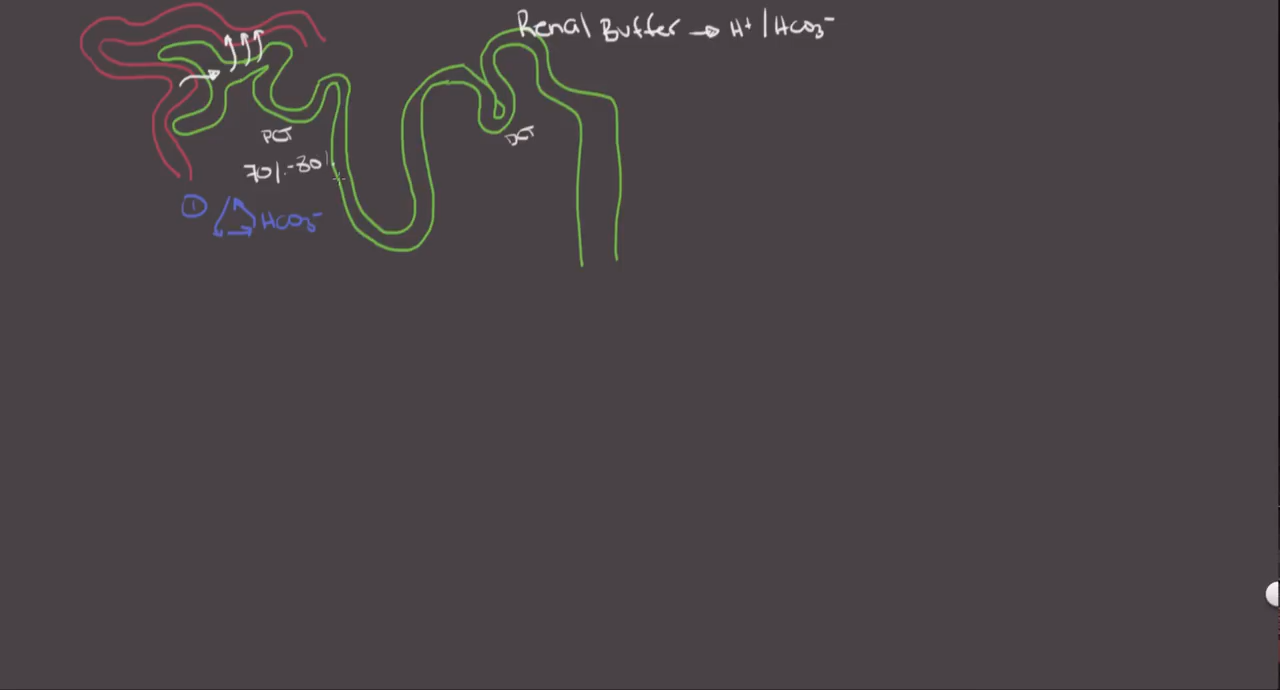 Renal Buffer → H⁺ / HCO₃⁻
PCT
DCT
70%-80%
① HCO₃⁻